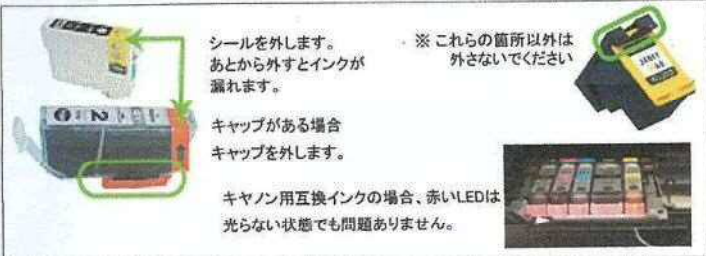 シールを外します。
あとから外すとインクが
漏れます。
※ これらの箇所以外は
外さないでください
キャップがある場合
キャップを外します。
キヤノン用互換インクの場合、赤いLEDは
光らない状態でも問題ありません。